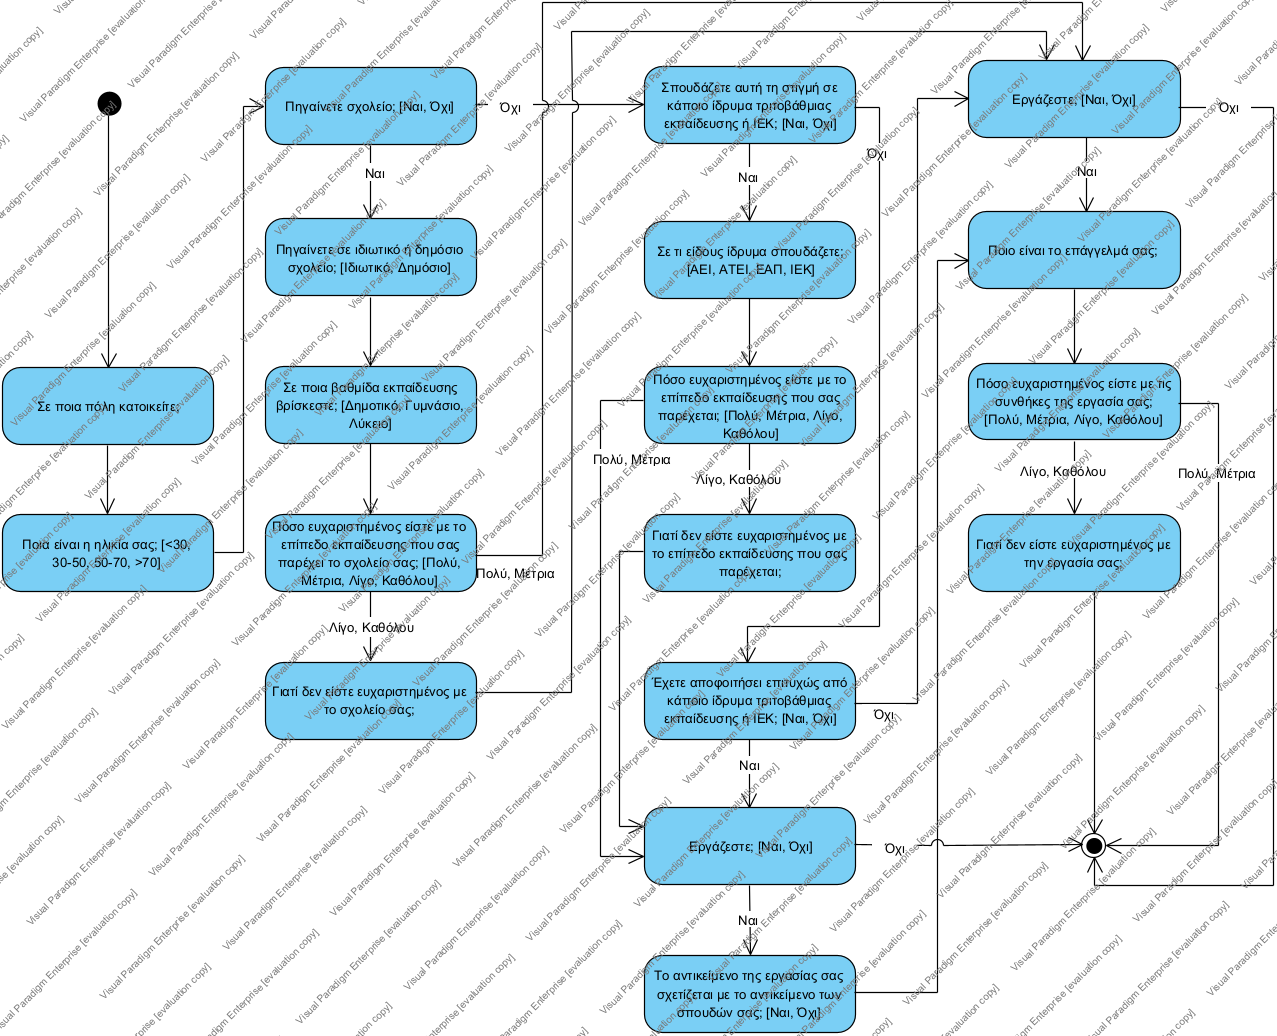 Σε ποια πόλη κατοικείτε;
Ποια είναι η ηλικία σας; [<30,
30-50, 50-70, >70]
Πηγαίνετε σχολείο; [Ναι, Όχι]
Όχι
Ναι
Πηγαίνετε σε ιδιωτικό ή δημόσιο
σχολείο; [Ιδιωτικό, Δημόσιο]
Σε ποια βαθμίδα εκπαίδευσης
βρίσκεστε; [Δημοτικό, Γυμνάσιο,
Λύκειο]
Πόσο ευχαριστημένος είστε με το
επίπεδο εκπαίδευσης που σας
παρέχει το σχολείο σας; [Πολύ,
Μέτρια, Λίγο, Καθόλου]
Πολύ, Μέτρια
Λίγο, Καθόλου
Γιατί δεν είστε ευχαριστημένος με
το σχολείο σας;
Σπουδάζετε αυτή τη στιγμή σε
κάποιο ίδρυμα τριτοβάθμιας
εκπαίδευσης ή ΙΕΚ; [Ναι, Όχι]
Όχι
Ναι
Σε τι είδους ίδρυμα σπουδάζετε;
[ΑΕΙ, ΑΤΕΙ, ΕΑΠ, ΙΕΚ]
Πόσο ευχαριστημένος είστε με το
επίπεδο εκπαίδευσης που σας
παρέχεται; [Πολύ, Μέτρια, Λίγο,
Καθόλου]
Πολύ, Μέτρια
Λίγο, Καθόλου
Γιατί δεν είστε ευχαριστημένος με
το επίπεδο εκπαίδευσης που σας
παρέχεται;
Έχετε αποφοιτήσει επιτυχώς από
κάποιο ίδρυμα τριτοβάθμιας
εκπαίδευσης ή ΙΕΚ; [Ναι, Όχι]
Όχι
Ναι
Εργάζεστε; [Ναι, Όχι]
Όχι
Ναι
Το αντικείμενο της εργασίας σας
σχετίζεται με το αντικείμενο των
σπουδών σας; [Ναι, Όχι]
Εργάζεστε; [Ναι, Όχι]
Όχι
Ναι
Ποιο είναι το επάγγελμά σας;
Πόσο ευχαριστημένος είστε με τις
συνθήκες της εργασία σας;
[Πολύ, Μέτρια, Λίγο, Καθόλου]
Λίγο, Καθόλου
Πολύ, Μέτρια
Γιατί δεν είστε ευχαριστημένος με
την εργασία σας;
Visual Paradigm Enterprise [evaluation copy]